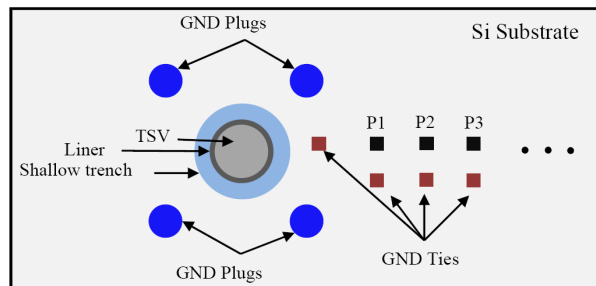 GND Plugs
Si Substrate
TSV
Liner
Shallow trench
P1 P2 P3
GND Ties
GND Plugs